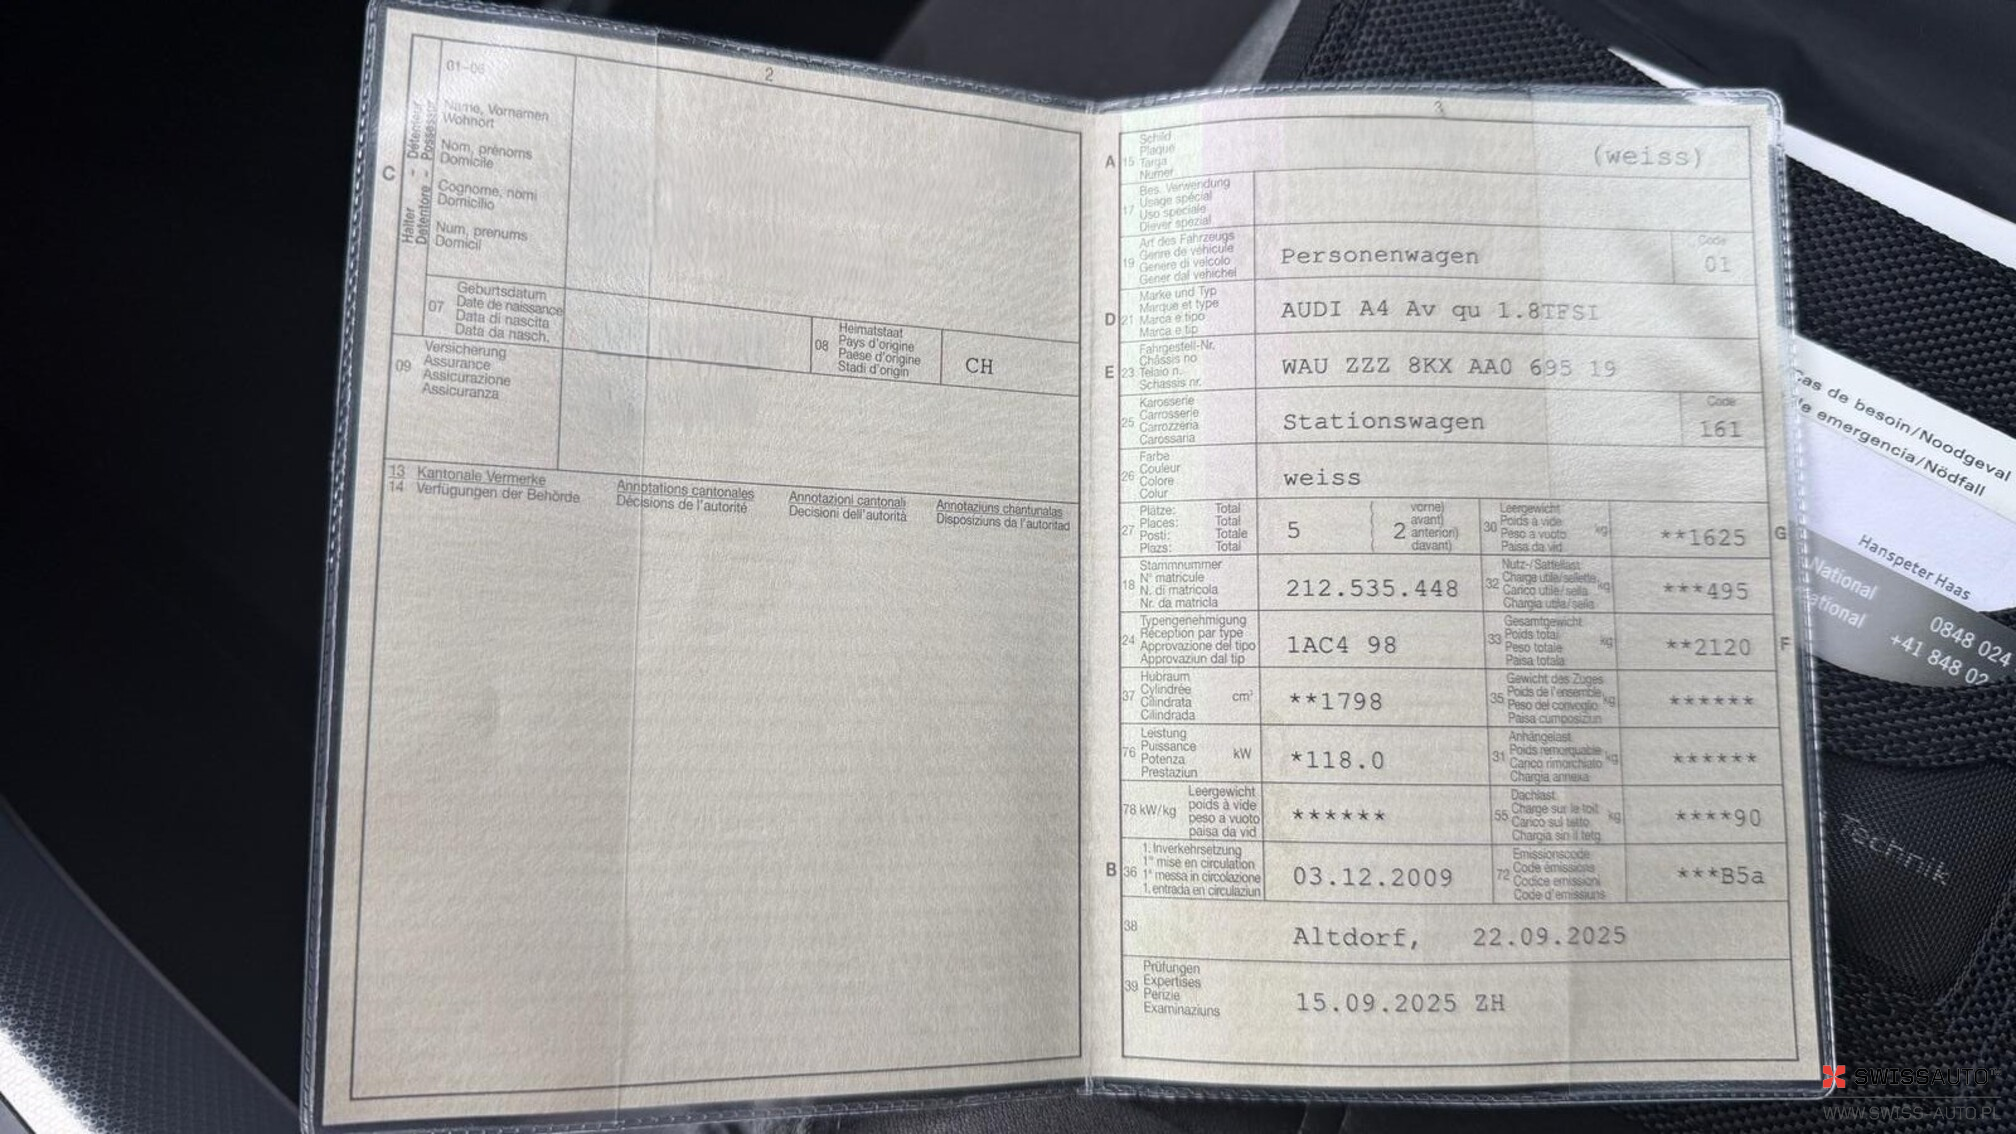 2
01-06
Name, Vornamen
Wohnort
Nom, prénoms
Domicile
Cognome, nomi
Domicilio
Num, prenums
Domicil
C
Halter - Détenteur
Detentore - Possessur
07
Geburtsdatum
Date de naissance
Data di nascita
Data da nasch.
08
Heimatstaat
Pays d'origine
Paese d'origine
Stadi d'origin
CH
09
Versicherung
Assurance
Assicurazione
Assicuranza
13 Kantonale Vermerke Annotations cantonales Annotazioni cantonali Annotaziuns chantunalas
14 Verfügungen der Behörde Décisions de l'autorité Decisioni dell'autorità Disposiziuns da l'autoritad
3
A
15
Schild
Plaque
Targa
Numer
(weiss)
17
Bes. Verwendung
Usage spécial
Uso speciale
Diever spezial
19
Art des Fahrzeugs
Genre de véhicule
Genere di veicolo
Gener dal vehichel
Personenwagen
Code
01
D
21
Marke und Typ
Marque et type
Marca e tipo
Marca e tip
AUDI A4 Av qu 1.8TFSI
E
23
Fahrgestell-Nr.
Châssis no
Telaio n.
Schassis nr.
WAU ZZZ 8KX AA0 695 19
25
Karosserie
Carrosserie
Carrozzeria
Carossaria
Stationswagen
Code
161
26
Farbe
Couleur
Colore
Colur
weiss
27
Plätze: Total
Places: Total
Posti: Totale
Plazs: Total
5
2
vorne)
avant)
anterion)
davant)
30
Leergewicht
Poids à vide
Peso a vuoto
Paisa da vid
kg
**1625
G
18
Stammnummer
N° matricule
N. di matricola
Nr. da matricla
212.535.448
32
Nutz-/Sattellast
Charge utile/sellette
Carico utile/sella
Chargia utila/sella
kg
***495
24
Typengenehmigung
Réception par type
Approvazione del tipo
Approvaziun dal tip
1AC4 98
33
Gesamtgewicht
Poids total
Peso totale
Paisa totala
kg
**2120
F
37
Hubraum
Cylindrée
Cilindrata
Cilindrada
cm³
**1798
35
Gewicht des Zuges
Poids de l'ensemble
Peso del convoglio
Paisa cumposiziun
kg
******
76
Leistung
Puissance
Potenza
Prestaziun
kW
*118.0
31
Anhängelast
Poids remorquable
Carico rimorchiato
Chargia annexa
kg
******
78 kW/kg
Leergewicht
poids à vide
peso a vuoto
paisa da vid
******
55
Dachlast
Charge sur le toit
Carico sul tetto
Chargia sin il tetg
kg
****90
B
36
1. Inverkehrsetzung
1re mise en circulation
1a messa in circolazione
1. entrada en circulaziun
03.12.2009
72
Emissionscode
Code émissions
Codice emissioni
Code d'emissiuns
***B5a
38
Altdorf, 22.09.2025
39
Prüfungen
Expertises
Perizie
Examinaziuns
15.09.2025 ZH
cas de besoin/Noodgeval
de emergencia/Nödfall
Hanspeter Haas
National
0848 024
+41 848 02
Technik
SWISSAUTO
WWW.SWISS-AUTO.PL